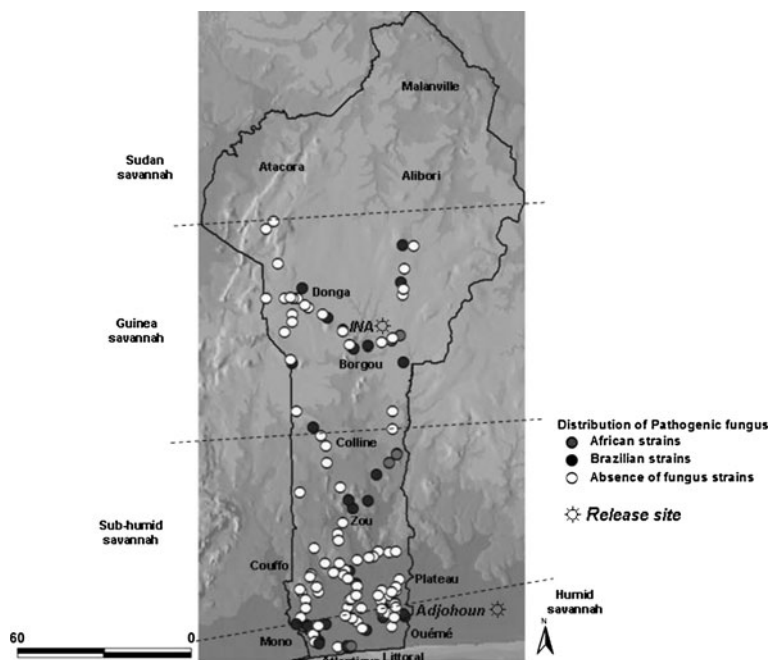 Malanville
Sudan
savannah
Atacora
Alibori
Donga
INA
Guinea
savannah
Borgou
Distribution of Pathogenic fungus
African strains
Brazilian strains
Absence of fungus strains
Release site
Colline
Sub-humid
savannah
Zou
Couffo
Plateau
Adjohoun
Humid
savannah
Mono
Ouémé
60
0
N
Littoral